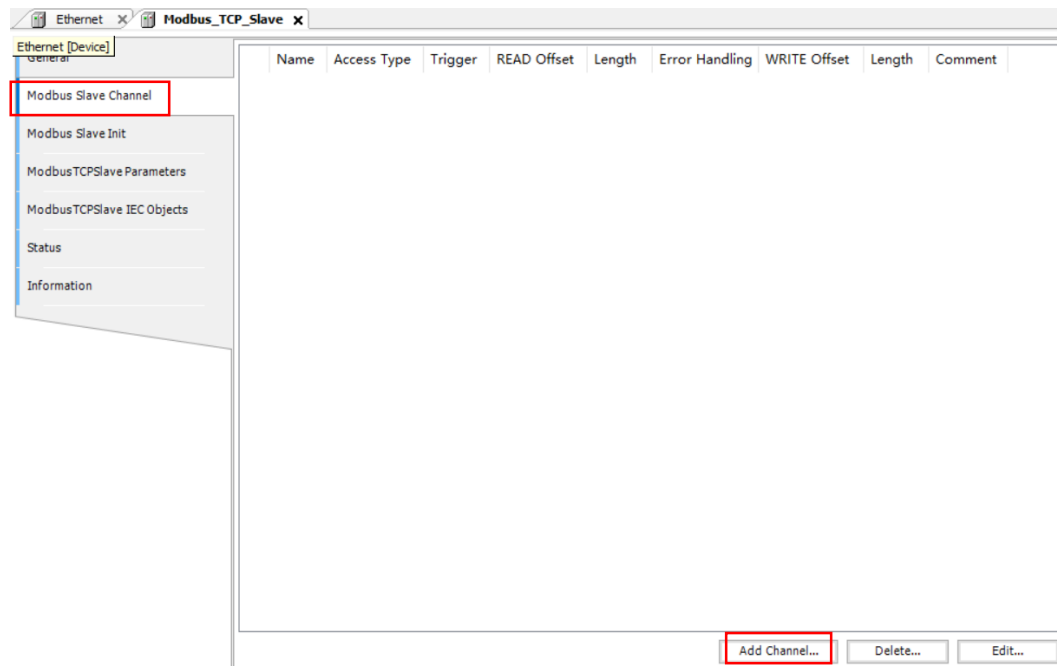 Ethernet Modbus_TCP_Slave
Ethernet [Device]
General
Name Access Type Trigger READ Offset Length Error Handling WRITE Offset Length Comment
Modbus Slave Channel
Modbus Slave Init
ModbusTCPSlave Parameters
ModbusTCPSlave IEC Objects
Status
Information
Add Channel... Delete... Edit...